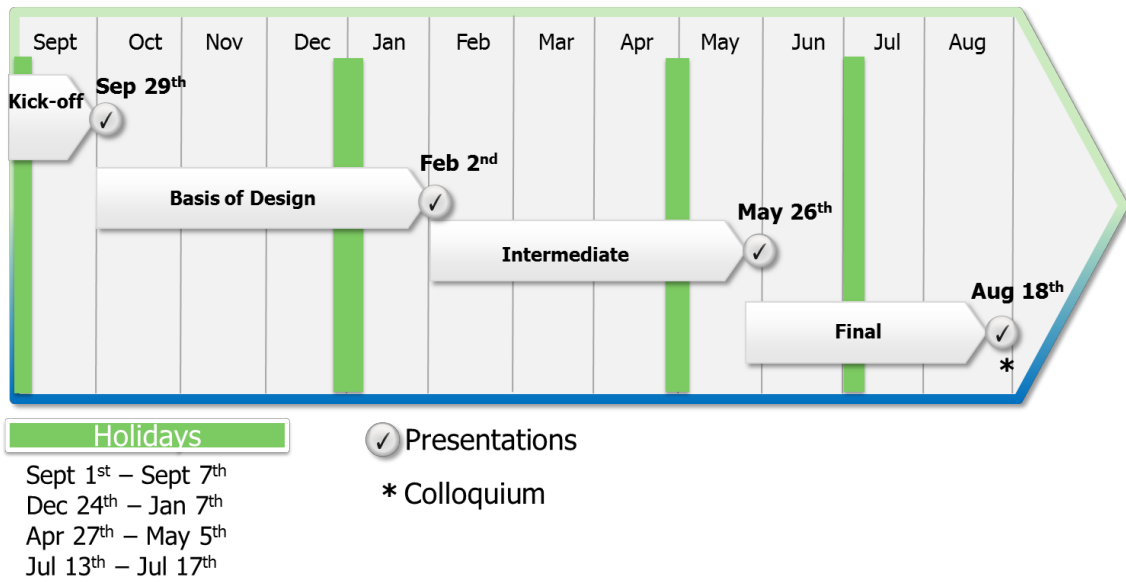 Sept Oct Nov Dec Jan Feb Mar Apr May Jun Jul Aug
Kick-off
Sep 29th
Basis of Design
Feb 2nd
Intermediate
May 26th
Final
Aug 18th
*
Holidays
Sept 1st – Sept 7th
Dec 24th – Jan 7th
Apr 27th – May 5th
Jul 13th – Jul 17th
✓ Presentations
* Colloquium